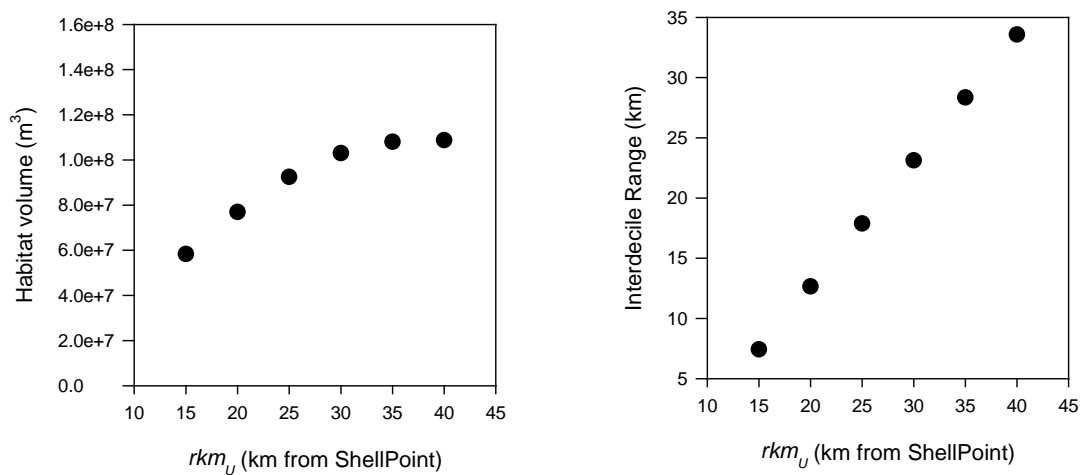 Habitat volume (m³)
1.6e+8
1.4e+8
1.2e+8
1.0e+8
8.0e+7
6.0e+7
4.0e+7
2.0e+7
0.0
10 15 20 25 30 35 40 45
rkm_U (km from ShellPoint)
Interdecile Range (km)
35
30
25
20
15
10
5
10 15 20 25 30 35 40 45
rkm_U (km from ShellPoint)